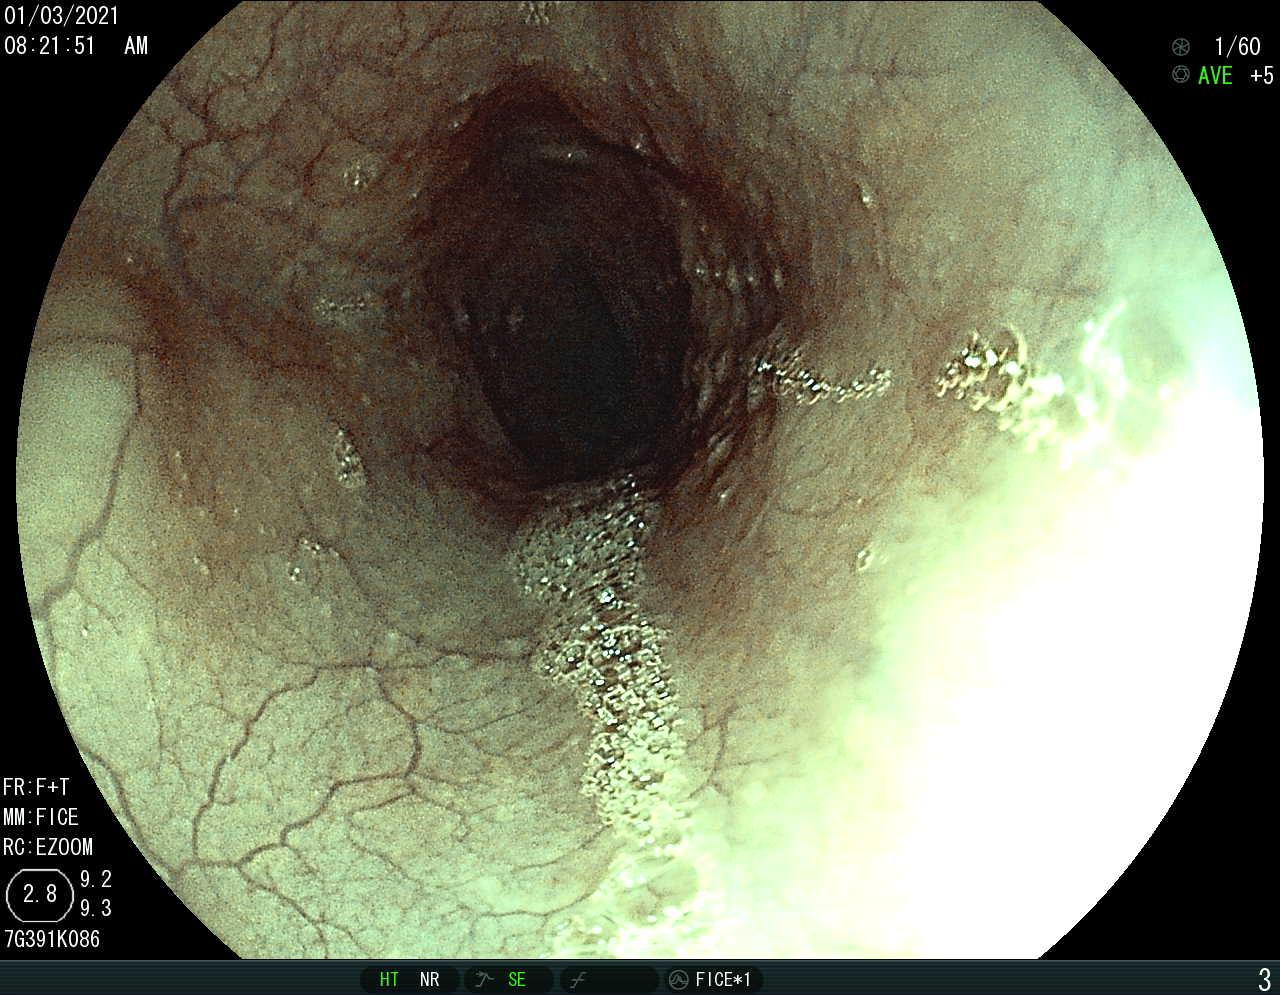 01/03/2021
08:21:51 AM
1/60
AVE +5
FR:F+T
MM:FICE
RC:EZOOM
2.8 9.2
9.3
7G391K086
HT NR SE FICE*1 3